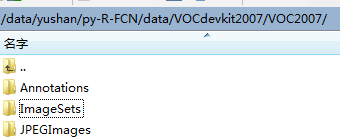 /data/yushan/py-R-FCN/data/VOCdevkit2007/VOC2007/
名字
..
Annotations
ImageSets
JPEGImages